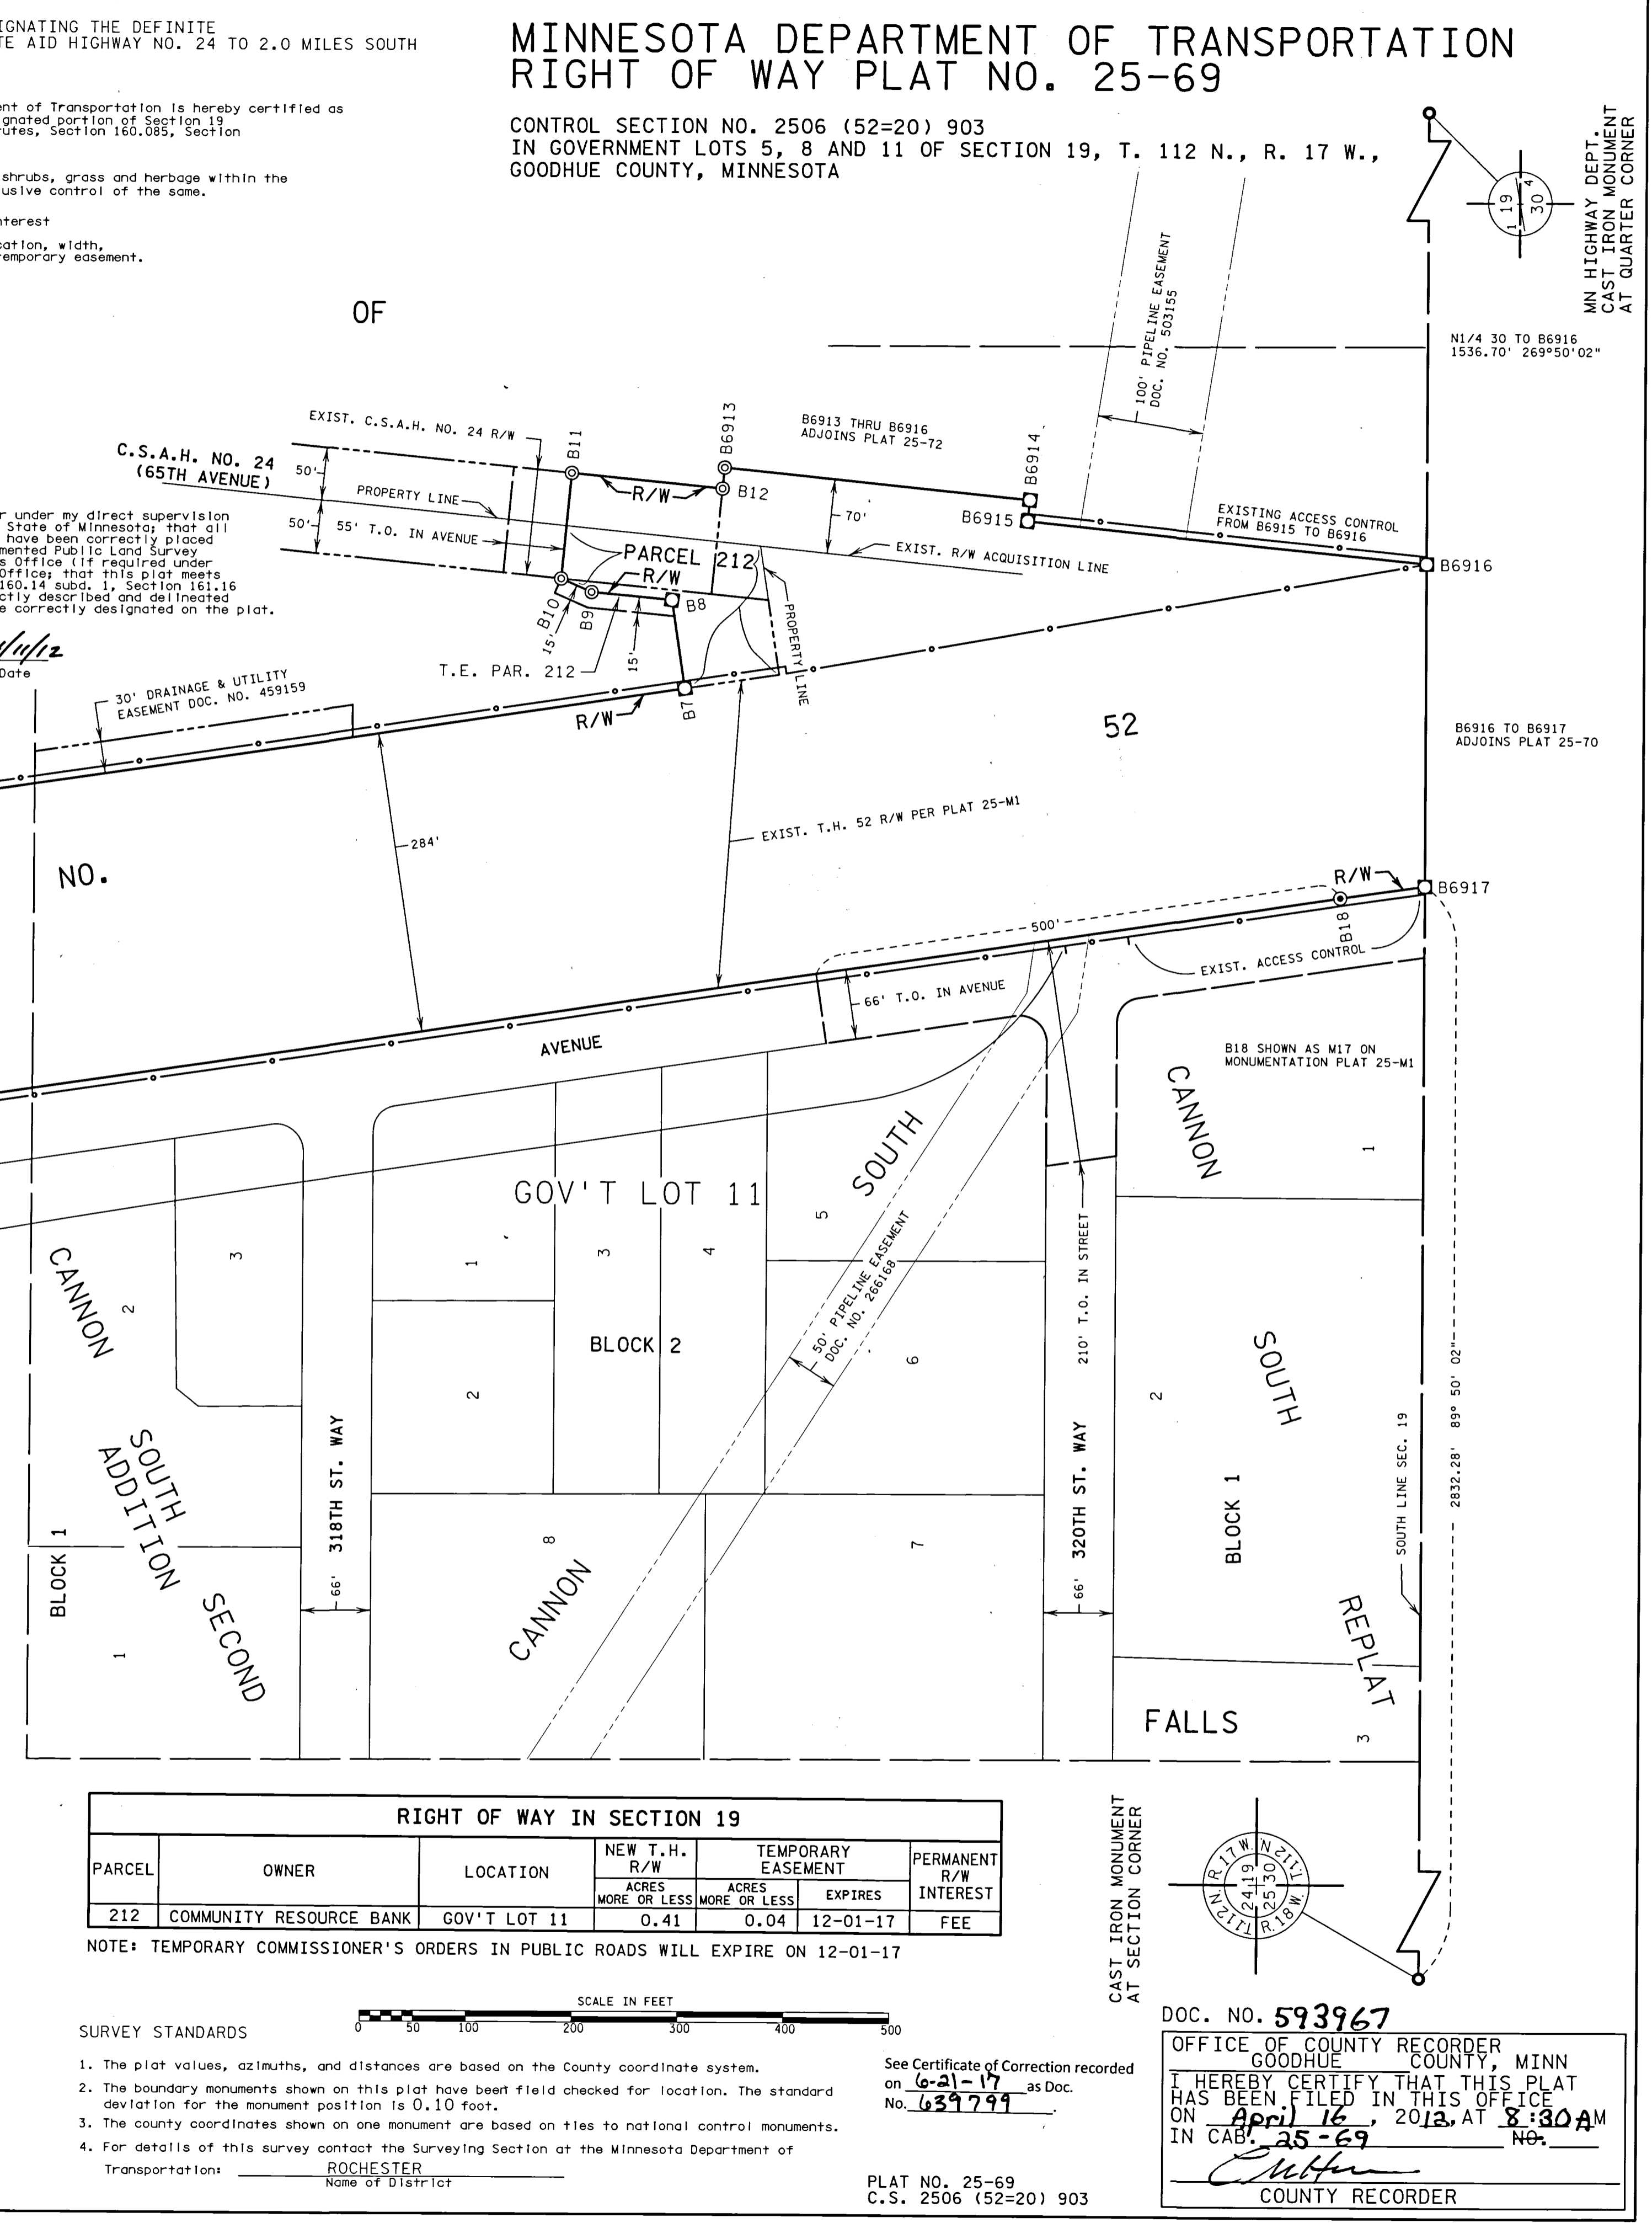 IGNATING THE DEFINITE
TE AID HIGHWAY NO. 24 TO 2.0 MILES SOUTH
MINNESOTA DEPARTMENT OF TRANSPORTATION
RIGHT OF WAY PLAT NO. 25-69
ent of Transportation is hereby certified as
gnated portion of Section 19
utes, Section 160.085, Section
CONTROL SECTION NO. 2506 (52=20) 903
IN GOVERNMENT LOTS 5, 8 AND 11 OF SECTION 19, T. 112 N., R. 17 W.,
GOODHUE COUNTY, MINNESOTA
shrubs, grass and herbage within the
usive control of the same.
nterest
cation, width,
emporary easement.
MN HIGHWAY DEPT.
CAST IRON MONUMENT
AT QUARTER CORNER
1 19
30 4
OF
100' PIPELINE EASEMENT
DOC. NO. 503155
N1/4 30 TO B6916
1536.70' 269°50'02"
EXIST. C.S.A.H. NO. 24 R/W
B11
B6913
B6913 THRU B6916
ADJOINS PLAT 25-72
B6914
C.S.A.H. NO. 24
(65TH AVENUE)
50'
PROPERTY LINE
R/W
B12
70'
B6915
EXISTING ACCESS CONTROL
FROM B6915 TO B6916
50'
55' T.O. IN AVENUE
PARCEL 212
EXIST. R/W ACQUISITION LINE
B6916
R/W
r under my direct supervision
State of Minnesota; that all
have been correctly placed
mented Public Land Survey
s Office (if required under
Office; that this plat meets
160.14 subd. 1, Section 161.16
ctly described and delineated
e correctly designated on the plat.
B10
B9
B8
15'
15'
PROPERTY LINE
/11/12
Date
T.E. PAR. 212
30' DRAINAGE & UTILITY
EASEMENT DOC. NO. 459159
R/W
B7
52
B6916 TO B6917
ADJOINS PLAT 25-70
284'
EXIST. T.H. 52 R/W PER PLAT 25-M1
NO.
R/W
B6917
500'
B18
EXIST. ACCESS CONTROL
66' T.O. IN AVENUE
AVENUE
B18 SHOWN AS M17 ON
MONUMENTATION PLAT 25-M1
CANNON
SOUTH
1
GOV'T LOT 11
5
3
CANNON
2
1
3
4
50' PIPELINE EASEMENT
DOC. NO. 266168
210' T.O. IN STREET
BLOCK 2
6
SOUTH
2
2
2832.28' 89° 50' 02"
SOUTH LINE SEC. 19
SOUTH
ADDITION
318TH ST. WAY
320TH ST. WAY
BLOCK 1
BLOCK 1
8
7
66'
66'
CANNON
SECOND
REPLAT
1
FALLS
3
RIGHT OF WAY IN SECTION 19
PARCEL OWNER LOCATION NEW T.H. R/W TEMPORARY EASEMENT PERMANENT R/W INTEREST
ACRES MORE OR LESS ACRES MORE OR LESS EXPIRES
212 COMMUNITY RESOURCE BANK GOV'T LOT 11 0.41 0.04 12-01-17 FEE
NOTE: TEMPORARY COMMISSIONER'S ORDERS IN PUBLIC ROADS WILL EXPIRE ON 12-01-17
CAST IRON MONUMENT
AT SECTION CORNER
R. 17 W.
T.112 N.
24 19
25 30
T.112 N.
R. 18 W.
SCALE IN FEET
0 50 100 200 300 400 500
SURVEY STANDARDS
1. The plat values, azimuths, and distances are based on the County coordinate system.
2. The boundary monuments shown on this plat have been field checked for location. The standard
deviation for the monument position is 0.10 foot.
3. The county coordinates shown on one monument are based on ties to national control monuments.
4. For details of this survey contact the Surveying Section at the Minnesota Department of
Transportation: ROCHESTER
Name of District
See Certificate of Correction recorded
on 6-21-17 as Doc.
No. 639799.
PLAT NO. 25-69
C.S. 2506 (52=20) 903
DOC. NO. 593967
OFFICE OF COUNTY RECORDER
GOODHUE COUNTY, MINN
I HEREBY CERTIFY THAT THIS PLAT
HAS BEEN FILED IN THIS OFFICE
ON April 16, 2012, AT 8:30 AM
IN CAB. 25-69 NO.
COUNTY RECORDER